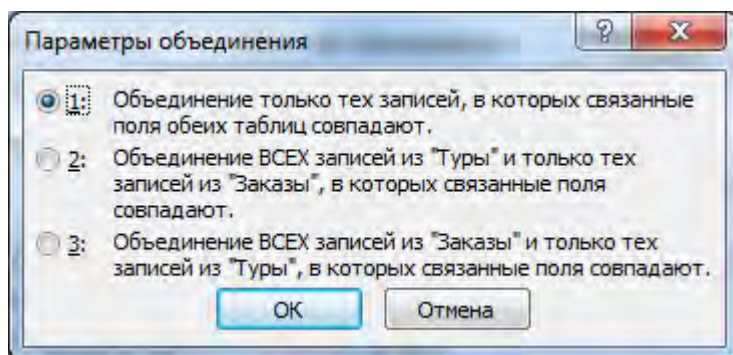 Параметры объединения
1: Объединение только тех записей, в которых связанные
поля обеих таблиц совпадают.
2: Объединение ВСЕХ записей из "Туры" и только тех
записей из "Заказы", в которых связанные поля
совпадают.
3: Объединение ВСЕХ записей из "Заказы" и только тех
записей из "Туры", в которых связанные поля совпадают.
ОК Отмена